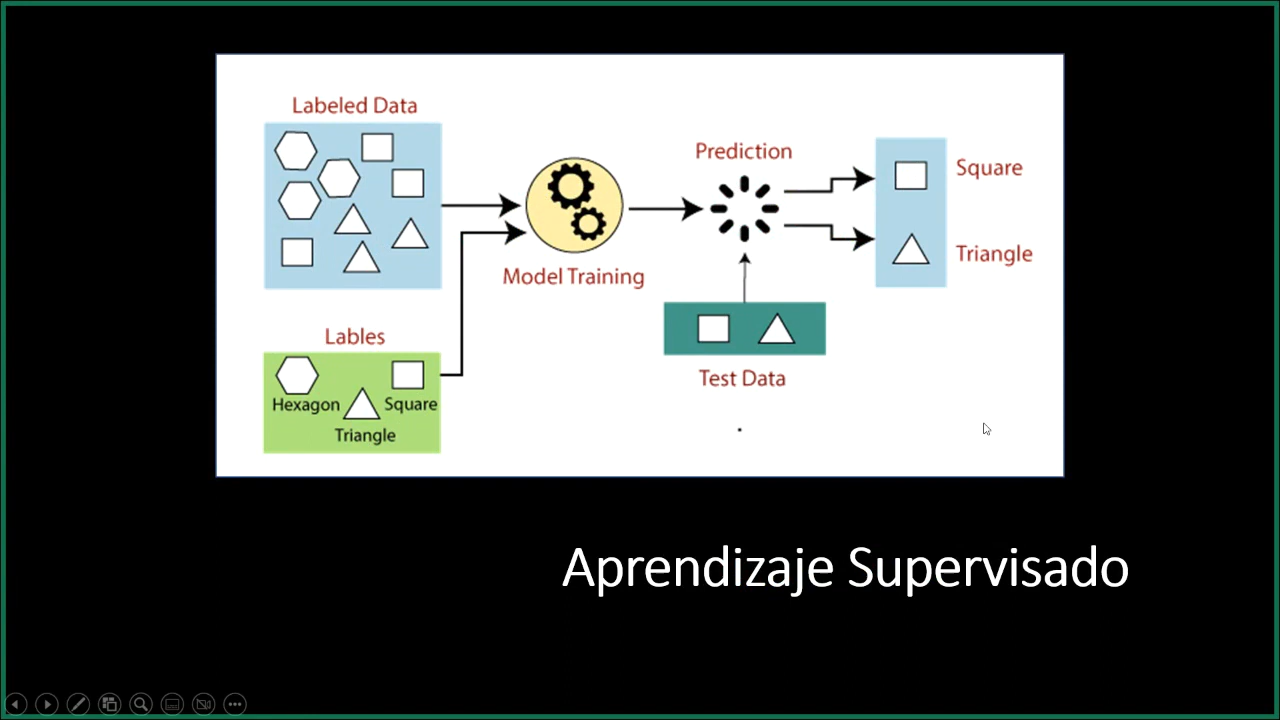 Labeled Data
Prediction
Square
Triangle
Model Training
Lables
Hexagon
Square
Triangle
Test Data
Aprendizaje Supervisado